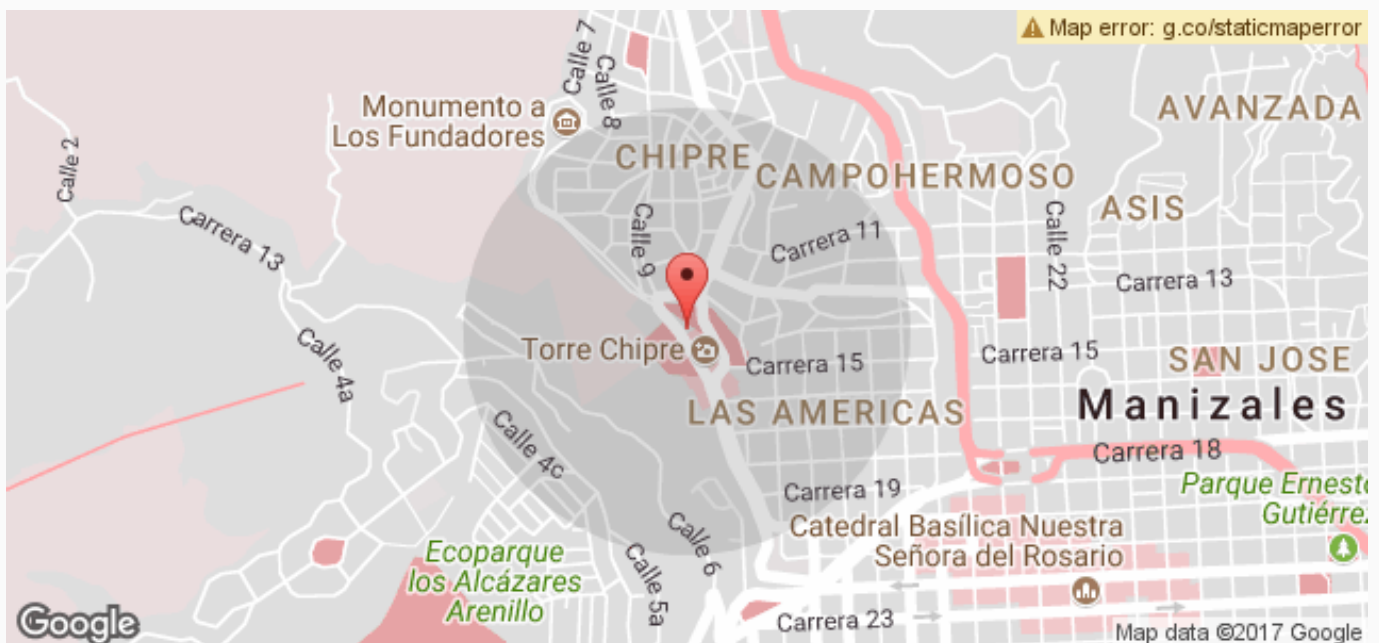 Map error: g.co/staticmaperror
Calle 7
Calle 8
Monumento a
Los Fundadores
AVANZADA
CHIPRE
CAMPOHERMOSO
Calle 2
ASIS
Carrera 13
Calle 9
Carrera 11
Calle 22
Carrera 13
Calle 4a
Torre Chipre
Carrera 15
Carrera 15
SAN JOSE
LAS AMERICAS
Manizales
Calle 4c
Carrera 18
Carrera 19
Parque Ernesto
Gutiérrez
Catedral Basílica Nuestra
Señora del Rosario
Calle 6
Ecoparque
los Alcázares
Arenillo
Calle 5a
Carrera 23
Google
Map data ©2017 Google